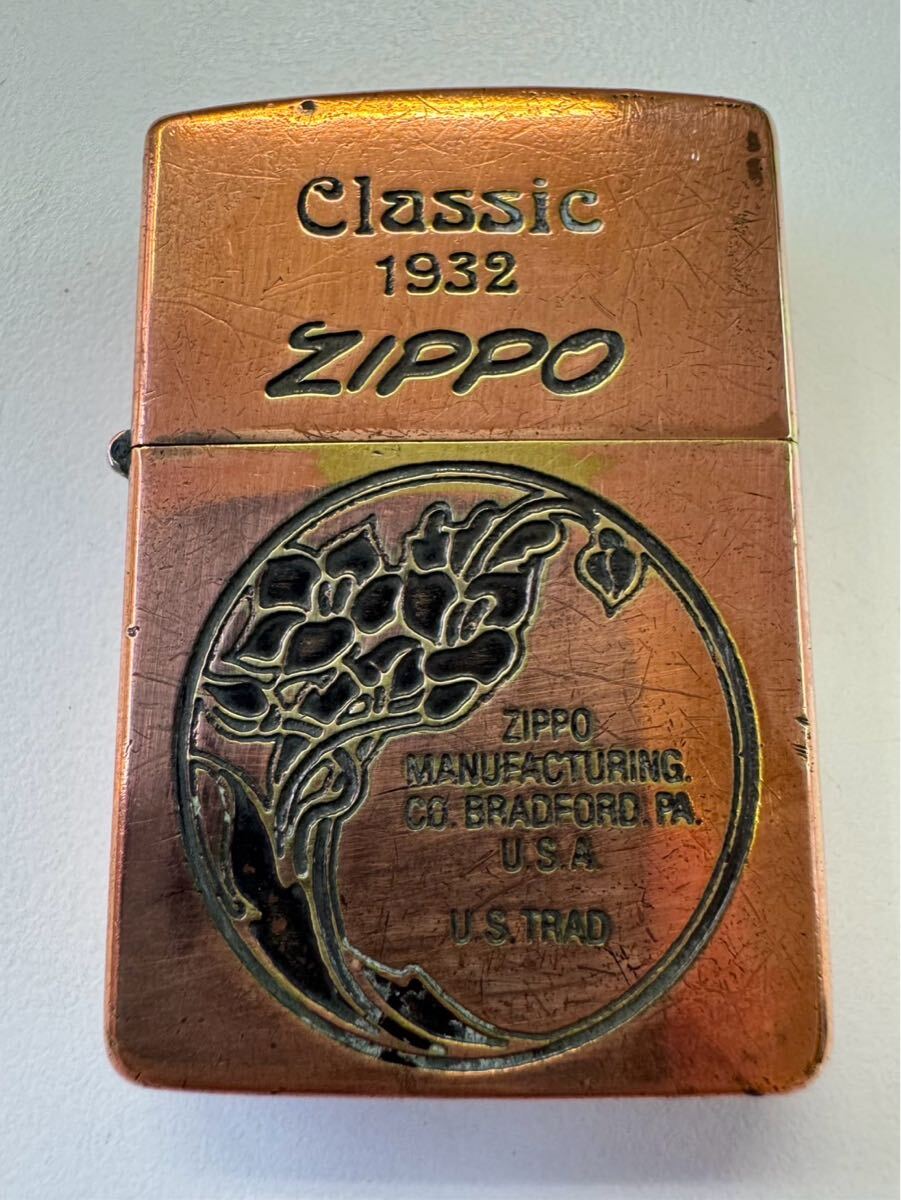 Classic
1932
ZIPPO
ZIPPO
MANUFACTURING.
CO. BRADFORD. PA.
U.S.A.
U.S. TRAD